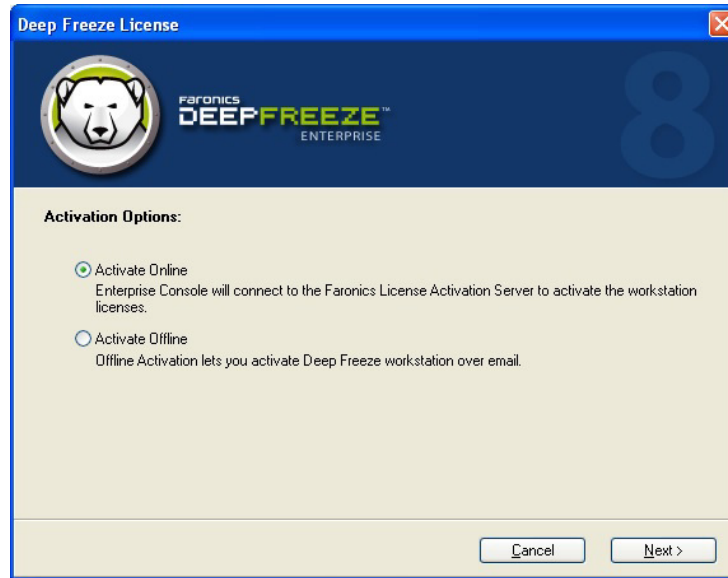 Deep Freeze License
8
Faronics
DEEPFREEZE™
ENTERPRISE
Activation Options:
Activate Online
Enterprise Console will connect to the Faronics License Activation Server to activate the workstation
licenses.
Activate Offline
Offline Activation lets you activate Deep Freeze workstation over email.
Cancel
Next >